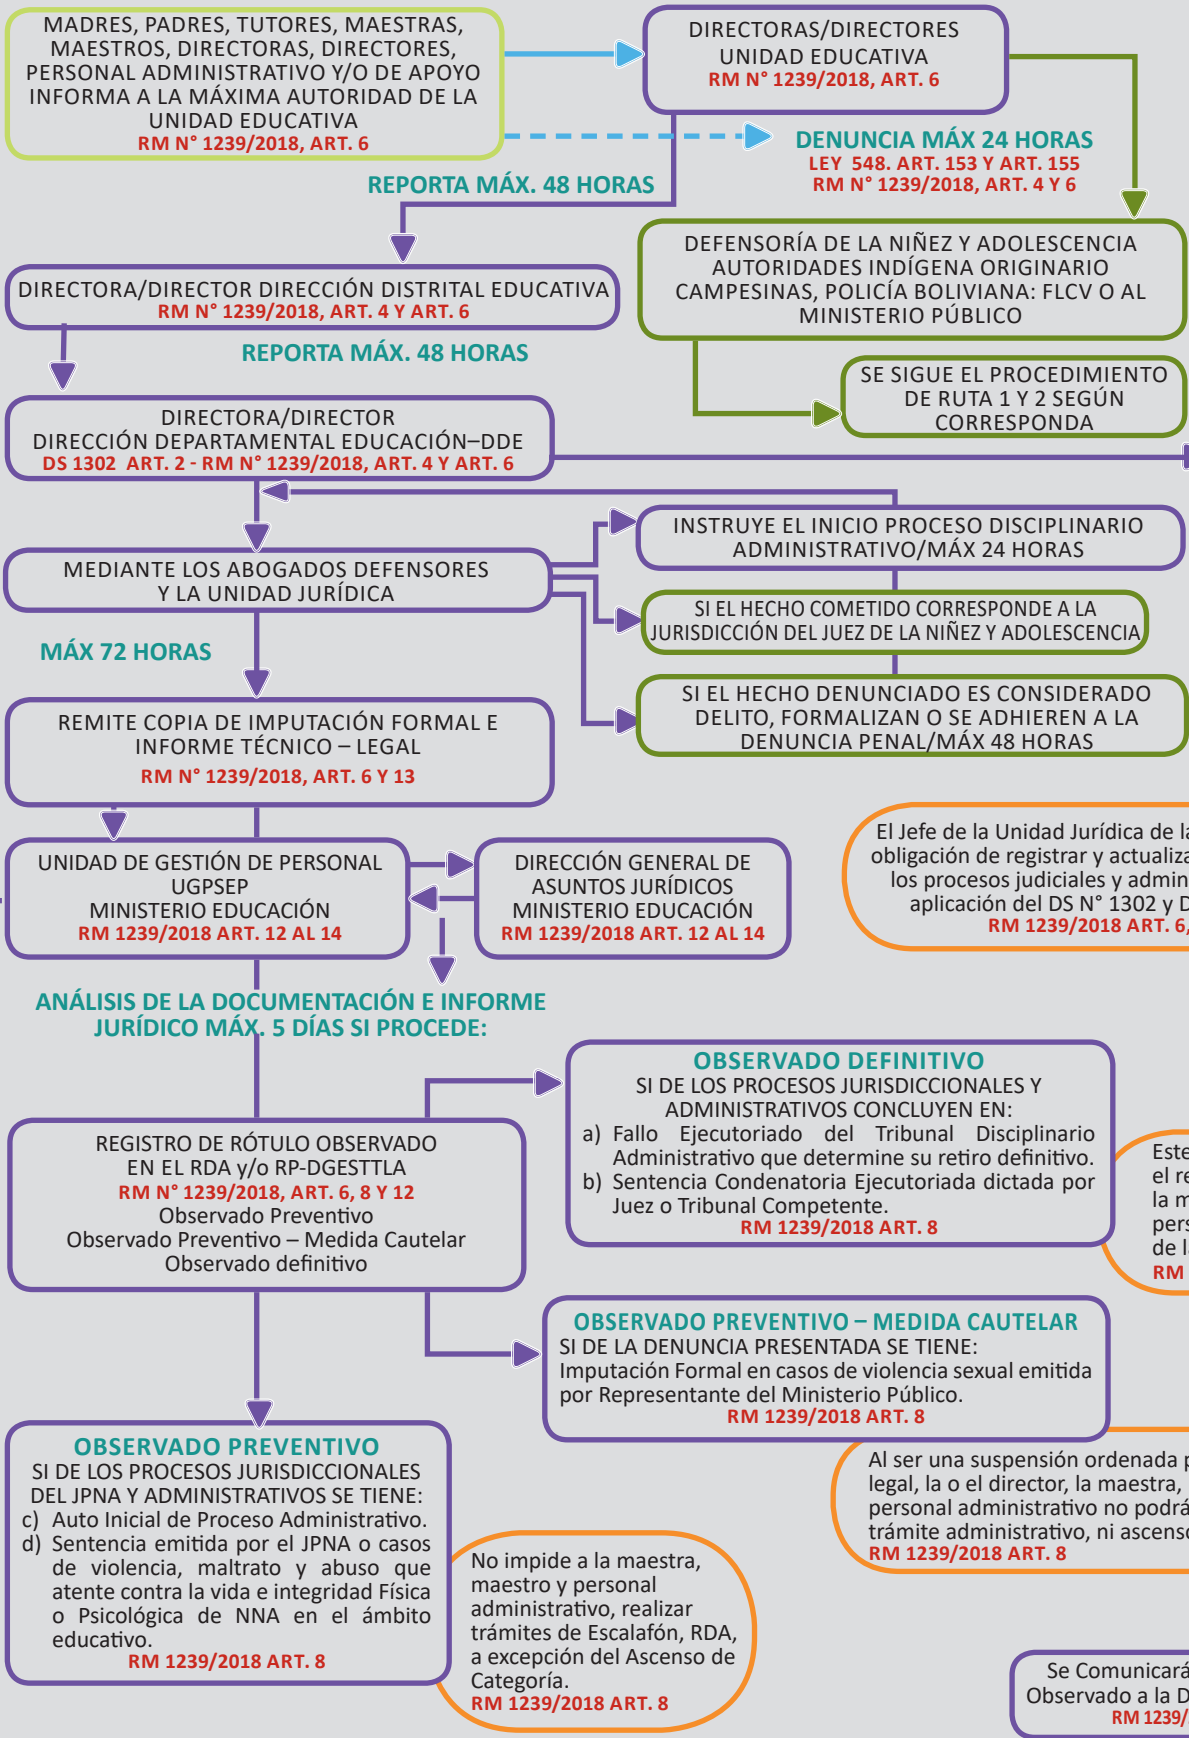 MADRES, PADRES, TUTORES, MAESTRAS,
MAESTROS, DIRECTORAS, DIRECTORES,
PERSONAL ADMINISTRATIVO Y/O DE APOYO
INFORMA A LA MÁXIMA AUTORIDAD DE LA
UNIDAD EDUCATIVA
RM N° 1239/2018, ART. 6
DIRECTORAS/DIRECTORES
UNIDAD EDUCATIVA
RM N° 1239/2018, ART. 6
DENUNCIA MÁX 24 HORAS
LEY 548. ART. 153 Y ART. 155
RM N° 1239/2018, ART. 4 Y 6
REPORTA MÁX. 48 HORAS
DEFENSORÍA DE LA NIÑEZ Y ADOLESCENCIA
AUTORIDADES INDÍGENA ORIGINARIO
CAMPESINAS, POLICÍA BOLIVIANA: FLCV O AL
MINISTERIO PÚBLICO
DIRECTORA/DIRECTOR DIRECCIÓN DISTRITAL EDUCATIVA
RM N° 1239/2018, ART. 4 Y ART. 6
REPORTA MÁX. 48 HORAS
SE SIGUE EL PROCEDIMIENTO
DE RUTA 1 Y 2 SEGÚN
CORRESPONDA
DIRECTORA/DIRECTOR
DIRECCIÓN DEPARTAMENTAL EDUCACIÓN–DDE
DS 1302 ART. 2 - RM N° 1239/2018, ART. 4 Y ART. 6
INSTRUYE EL INICIO PROCESO DISCIPLINARIO
ADMINISTRATIVO/MÁX 24 HORAS
MEDIANTE LOS ABOGADOS DEFENSORES
Y LA UNIDAD JURÍDICA
SI EL HECHO COMETIDO CORRESPONDE A LA
JURISDICCIÓN DEL JUEZ DE LA NIÑEZ Y ADOLESCENCIA
MÁX 72 HORAS
SI EL HECHO DENUNCIADO ES CONSIDERADO
DELITO, FORMALIZAN O SE ADHIEREN A LA
DENUNCIA PENAL/MÁX 48 HORAS
REMITE COPIA DE IMPUTACIÓN FORMAL E
INFORME TÉCNICO – LEGAL
RM N° 1239/2018, ART. 6 Y 13
El Jefe de la Unidad Jurídica de la
obligación de registrar y actualiza
los procesos judiciales y admin
aplicación del DS N° 1302 y D
RM 1239/2018 ART. 6,
UNIDAD DE GESTIÓN DE PERSONAL
UGPSEP
MINISTERIO EDUCACIÓN
RM 1239/2018 ART. 12 AL 14
DIRECCIÓN GENERAL DE
ASUNTOS JURÍDICOS
MINISTERIO EDUCACIÓN
RM 1239/2018 ART. 12 AL 14
ANÁLISIS DE LA DOCUMENTACIÓN E INFORME
JURÍDICO MÁX. 5 DÍAS SI PROCEDE:
OBSERVADO DEFINITIVO
SI DE LOS PROCESOS JURISDICCIONALES Y
ADMINISTRATIVOS CONCLUYEN EN:
a) Fallo Ejecutoriado del Tribunal Disciplinario
Administrativo que determine su retiro definitivo.
b) Sentencia Condenatoria Ejecutoriada dictada por
Juez o Tribunal Competente.
RM 1239/2018 ART. 8
Este
el re
la m
pers
de l
RM
REGISTRO DE RÓTULO OBSERVADO
EN EL RDA y/o RP-DGESTTLA
RM N° 1239/2018, ART. 6, 8 Y 12
Observado Preventivo
Observado Preventivo – Medida Cautelar
Observado definitivo
OBSERVADO PREVENTIVO – MEDIDA CAUTELAR
SI DE LA DENUNCIA PRESENTADA SE TIENE:
Imputación Formal en casos de violencia sexual emitida
por Representante del Ministerio Público.
RM 1239/2018 ART. 8
Al ser una suspensión ordenada p
legal, la o el director, la maestra,
personal administrativo no podrá
trámite administrativo, ni ascenso
RM 1239/2018 ART. 8
OBSERVADO PREVENTIVO
SI DE LOS PROCESOS JURISDICCIONALES
DEL JPNA Y ADMINISTRATIVOS SE TIENE:
c) Auto Inicial de Proceso Administrativo.
d) Sentencia emitida por el JPNA o casos
de violencia, maltrato y abuso que
atente contra la vida e integridad Física
o Psicológica de NNA en el ámbito
educativo.
RM 1239/2018 ART. 8
No impide a la maestra,
maestro y personal
administrativo, realizar
trámites de Escalafón, RDA,
a excepción del Ascenso de
Categoría.
RM 1239/2018 ART. 8
Se Comunicará
Observado a la D
RM 1239/